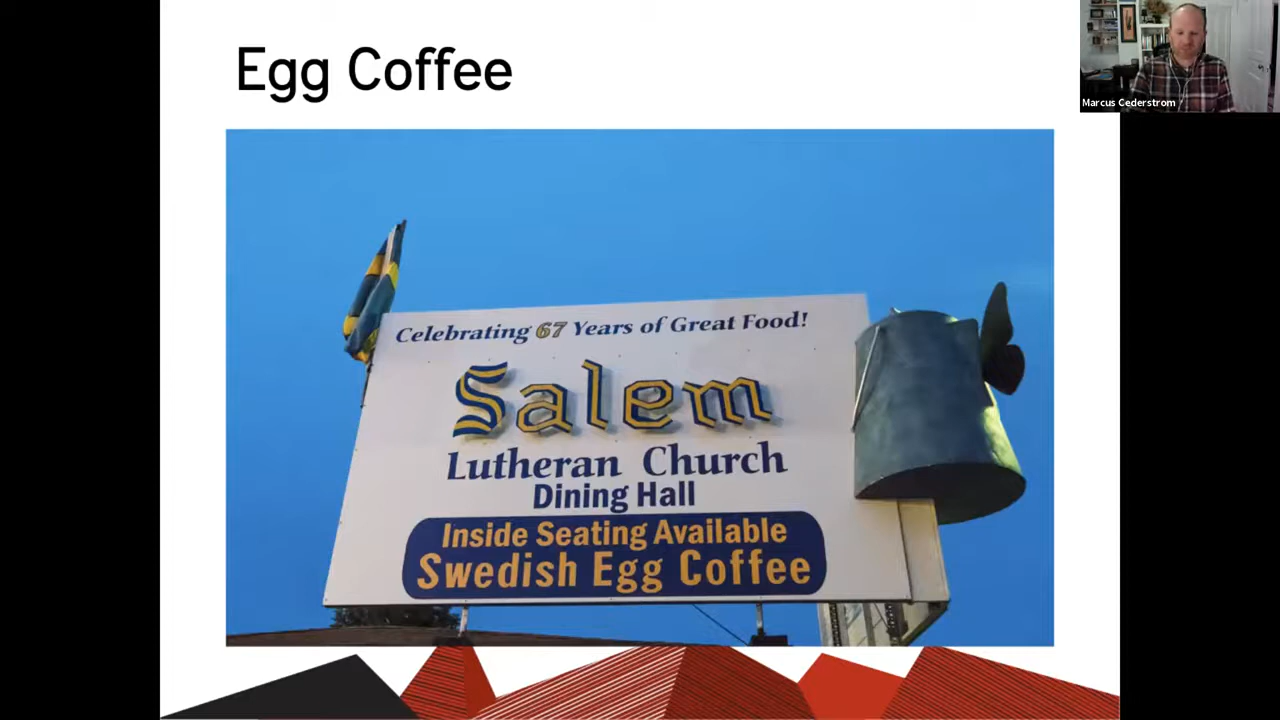 Egg Coffee
Marcus Cederstrom
Celebrating 67 Years of Great Food!
Salem
Lutheran Church
Dining Hall
Inside Seating Available
Swedish Egg Coffee